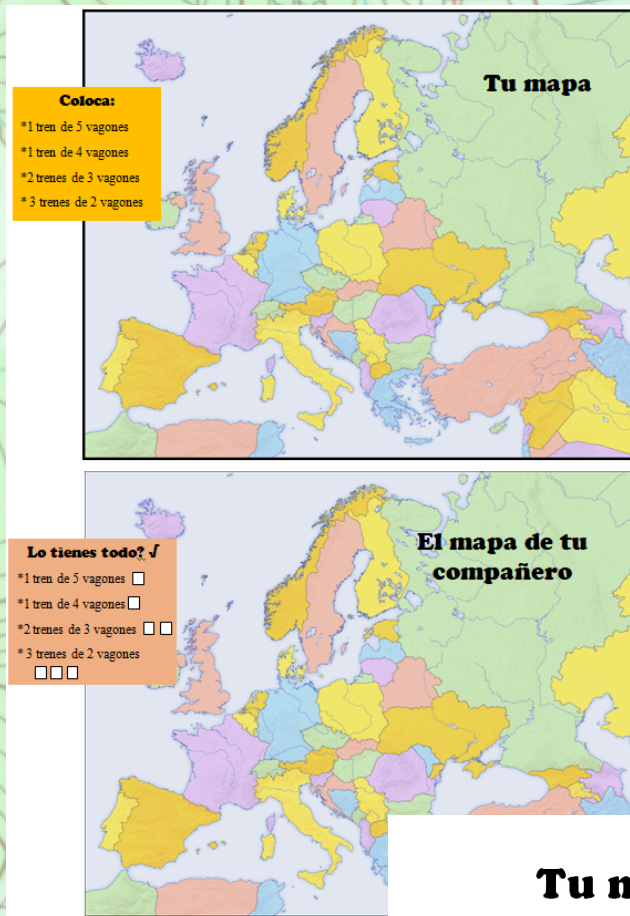 Tu mapa
Coloca:
*1 tren de 5 vagones
*1 tren de 4 vagones
*2 trenes de 3 vagones
* 3 trenes de 2 vagones
El mapa de tu
compañero
Lo tienes todo? √
*1 tren de 5 vagones □
*1 tren de 4 vagones □
*2 trenes de 3 vagones □ □
* 3 trenes de 2 vagones
□ □ □
Tu